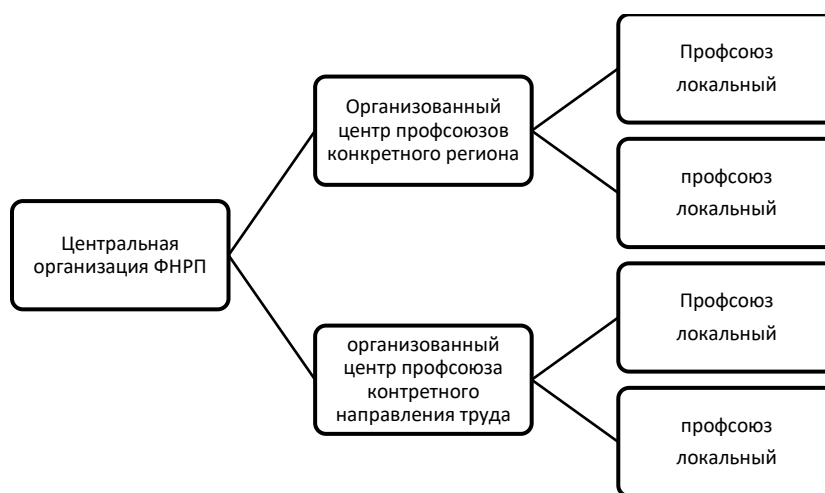 Центральная
организация ФНРП
Организованный
центр профсоюзов
конкретного региона
Профсоюз
локальный
профсоюз
локальный
организованный
центр профсоюза
контретного
направления труда
Профсоюз
локальный
профсоюз
локальный